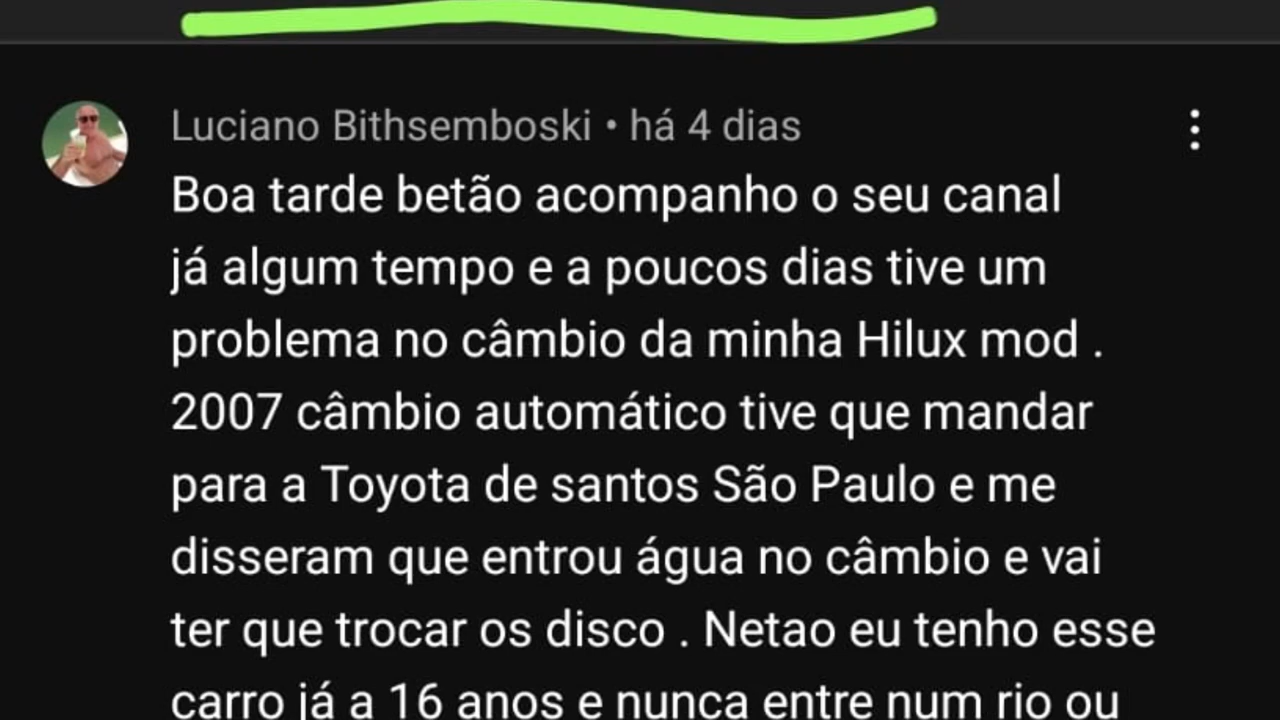 Luciano Bithsemboski • há 4 dias
Boa tarde betão acompanho o seu canal
já algum tempo e a poucos dias tive um
problema no câmbio da minha Hilux mod .
2007 câmbio automático tive que mandar
para a Toyota de santos São Paulo e me
disseram que entrou água no câmbio e vai
ter que trocar os disco . Netao eu tenho esse
carro já a 16 anos e nunca entre num rio ou